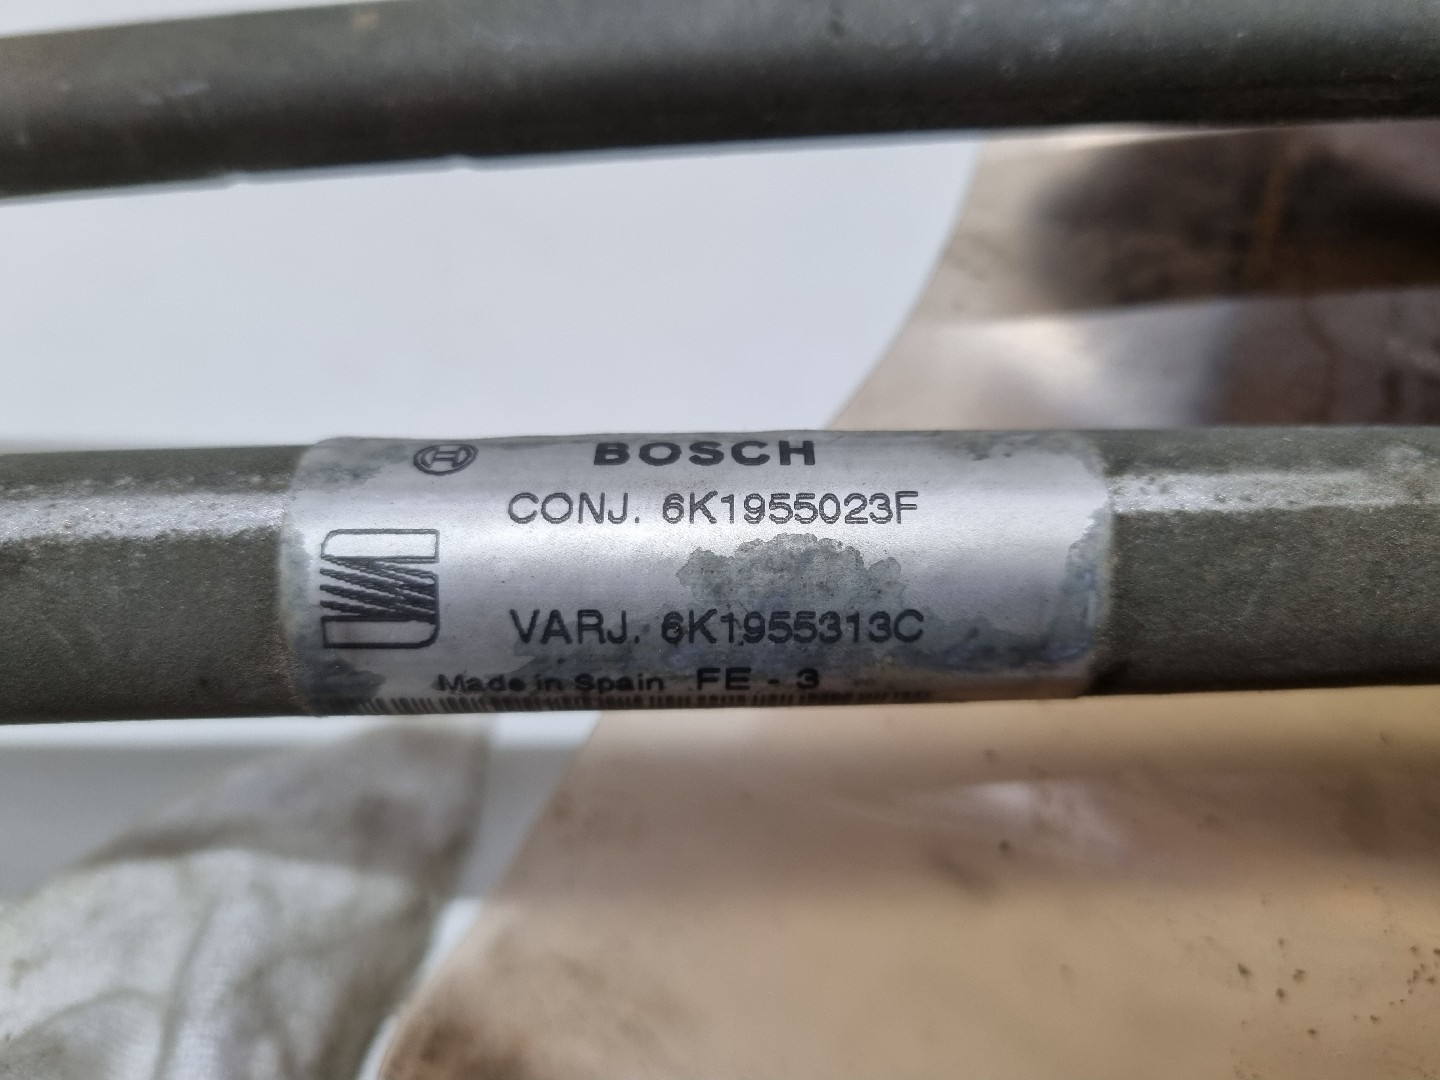 BOSCH
CONJ. 6K1955023F
VARJ. 6K1955313C
Made in Spain FE - 3